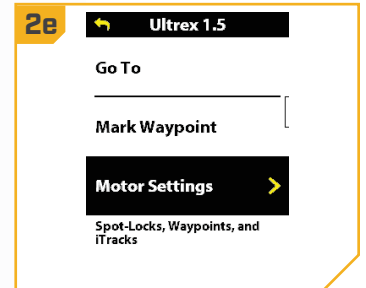 2e
Ultrex 1.5
Go To
Mark Waypoint
Motor Settings
Spot-Locks, Waypoints, and
iTracks